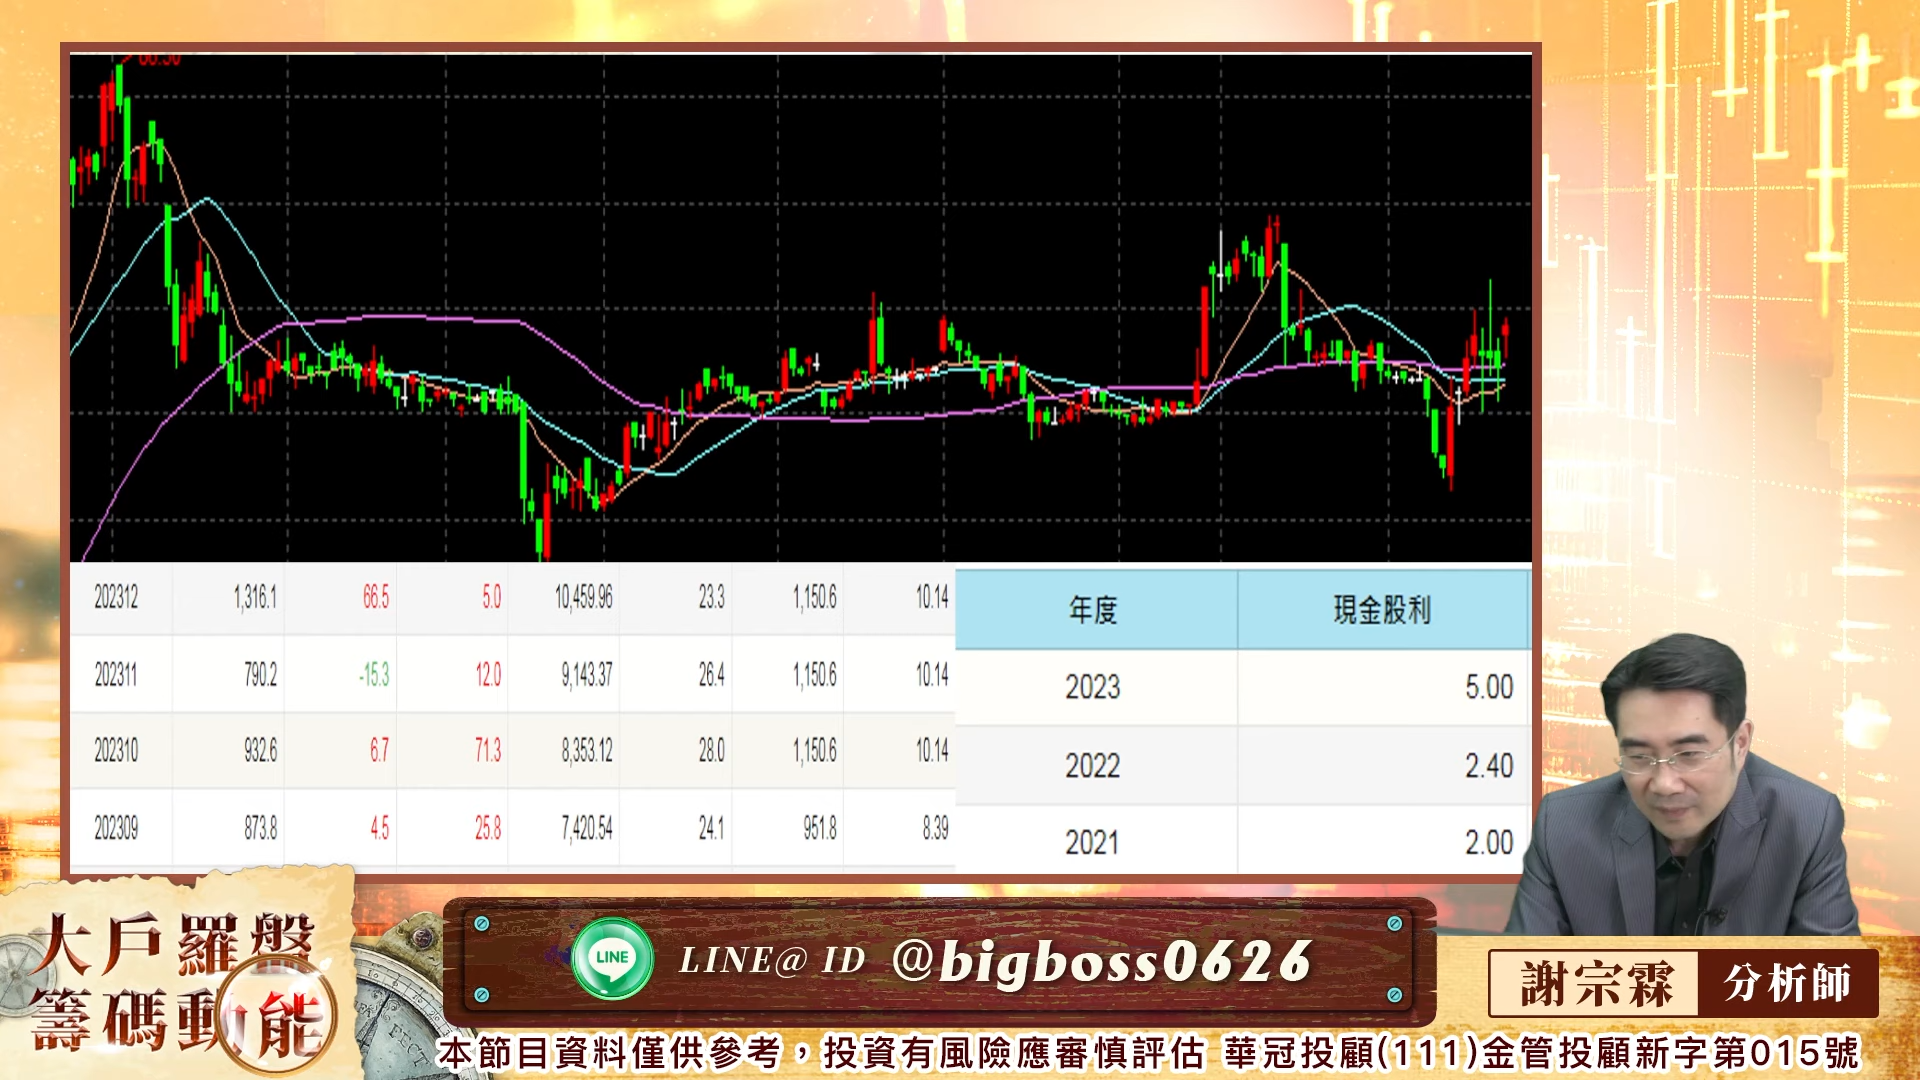 66.50
202312 1,316.1 66.5 5.0 10,459.96 23.3 1,150.6 10.14
202311 790.2 -15.3 12.0 9,143.37 26.4 1,150.6 10.14
202310 932.6 6.7 71.3 8,353.12 28.0 1,150.6 10.14
202309 873.8 4.5 25.8 7,420.54 24.1 951.8 8.39
年度 現金股利
2023 5.00
2022 2.40
2021 2.00
大戶羅盤
籌碼動能
LINE
LINE@ ID @bigboss0626
謝宗霖 分析師
本節目資料僅供參考，投資有風險應審慎評估 華冠投顧(111)金管投顧新字第015號